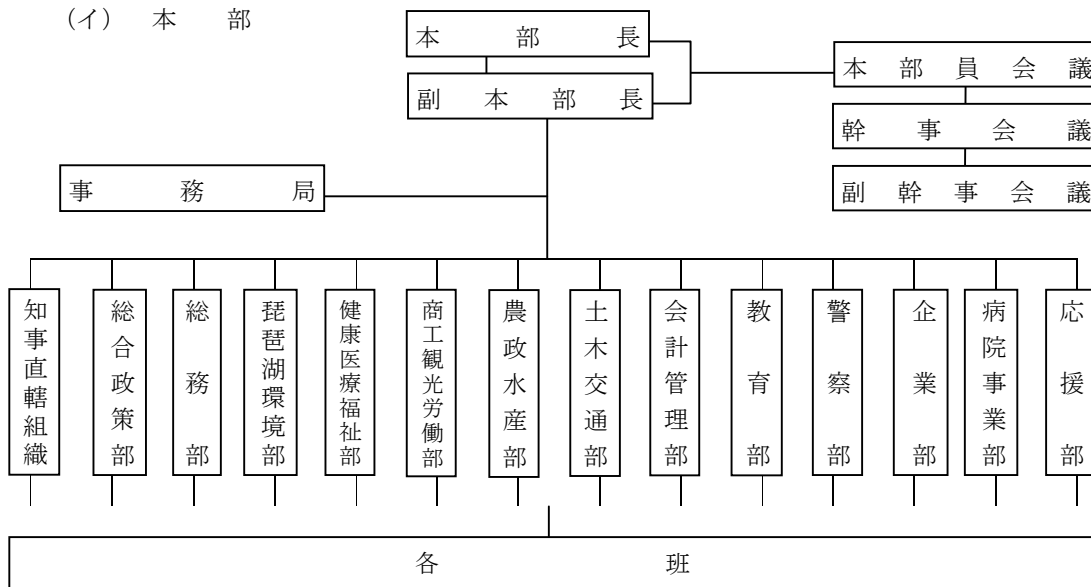 (イ) 本 部
本 部 長
副 本 部 長
本 部 員 会 議
幹 事 会 議
副 幹 事 会 議
事 務 局
知事直轄組織
総合政策部
総務部
琵琶湖環境部
健康医療福祉部
商工観光労働部
農政水産部
土木交通部
会計管理部
教育部
警察部
企業部
病院事業部
応援部
各 班